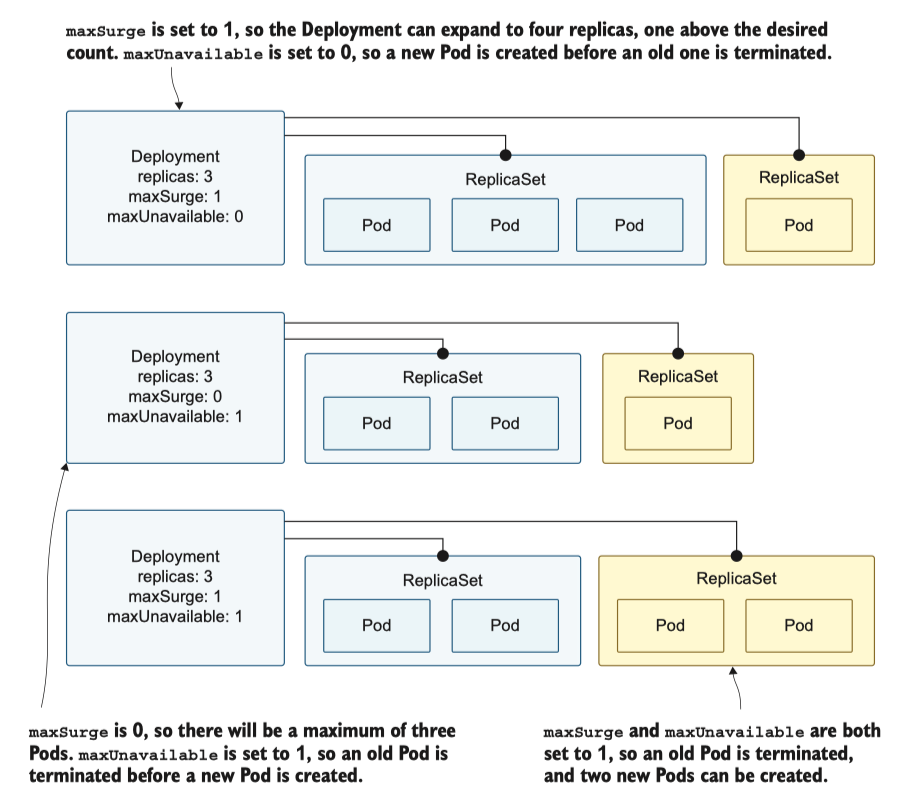 maxSurge is set to 1, so the Deployment can expand to four replicas, one above the desired
count. maxUnavailable is set to 0, so a new Pod is created before an old one is terminated.
Deployment
replicas: 3
maxSurge: 1
maxUnavailable: 0
ReplicaSet
Pod
Pod
Pod
ReplicaSet
Pod
Deployment
replicas: 3
maxSurge: 0
maxUnavailable: 1
ReplicaSet
Pod
Pod
ReplicaSet
Pod
Deployment
replicas: 3
maxSurge: 1
maxUnavailable: 1
ReplicaSet
Pod
Pod
ReplicaSet
Pod
Pod
maxSurge is 0, so there will be a maximum of three
Pods. maxUnavailable is set to 1, so an old Pod is
terminated before a new Pod is created.
maxSurge and maxUnavailable are both
set to 1, so an old Pod is terminated,
and two new Pods can be created.